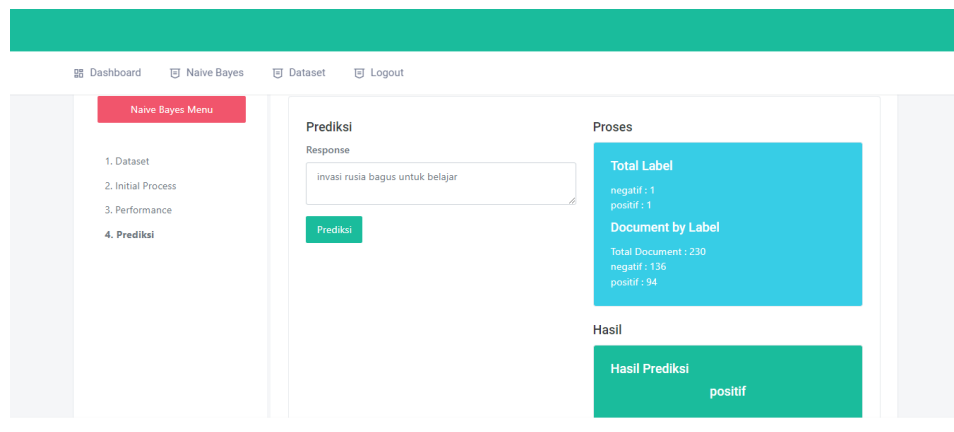 Dashboard Naive Bayes Dataset Logout
Naive Bayes Menu
1. Dataset
2. Initial Process
3. Performance
4. Prediksi
Prediksi
Response
invasi rusia bagus untuk belajar
Prediksi
Proses
Total Label
negatif : 1
positif : 1
Document by Label
Total Document : 230
negatif : 136
positif : 94
Hasil
Hasil Prediksi
positif